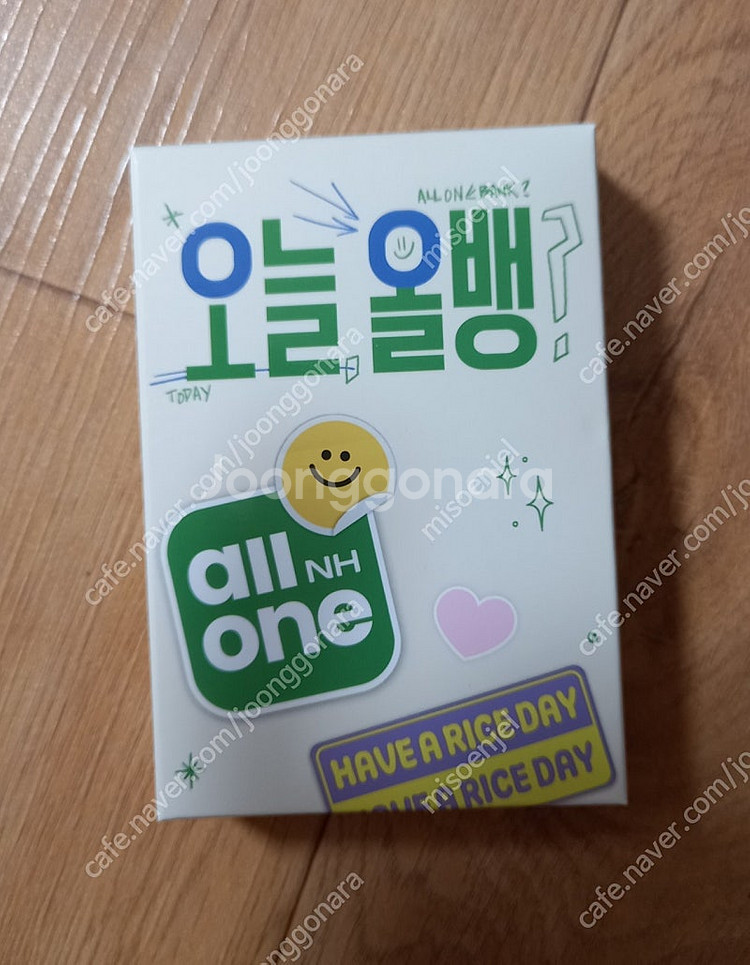 ALL ONE BANK?
오늘, 올뱅?
TODAY
all NH
one
HAVE A RICE DAY
HAVE A RICE DAY
Joonggonara
cafe.naver.com/joonggonara
misoenjel